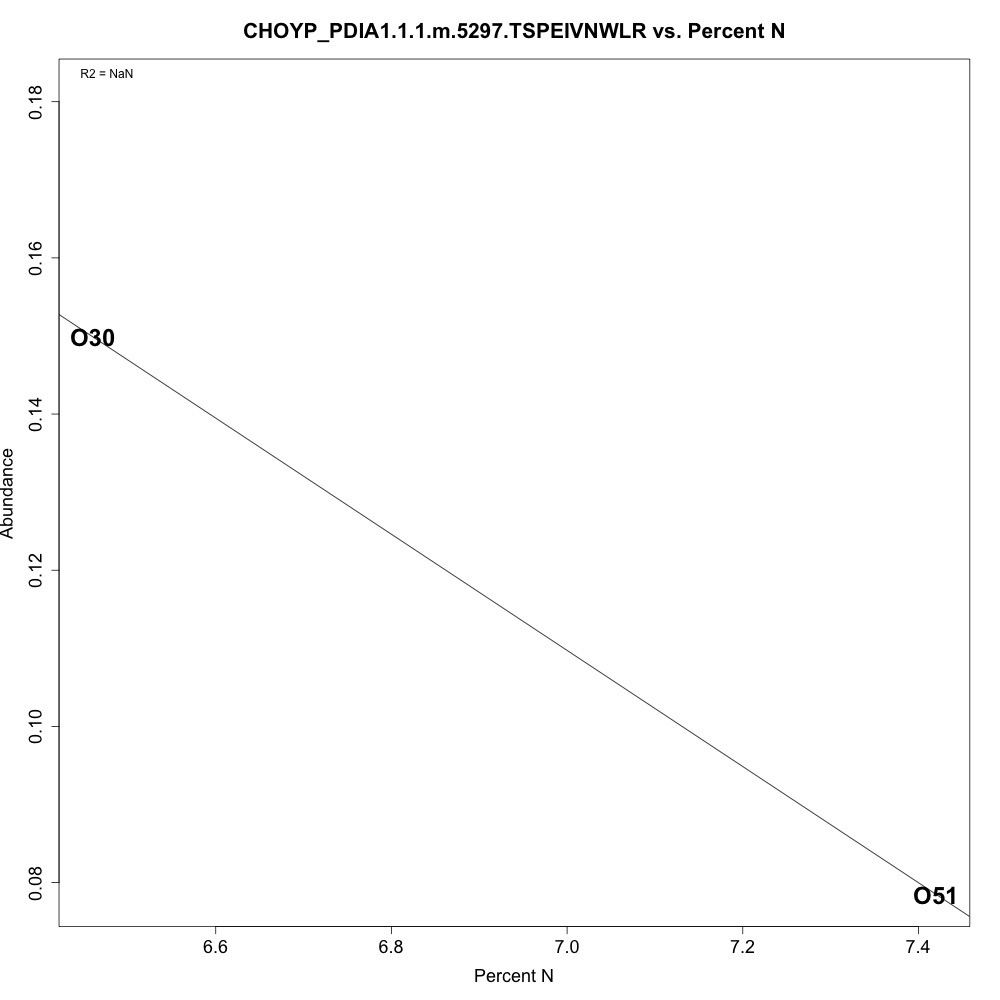 CHOYP_PDIA1.1.1.m.5297.TSPEIVNWLR vs. Percent N
R2 = NaN
0.18
0.16
O30
0.14
Abundance
0.12
0.10
0.08
O51
6.6 6.8 7.0 7.2 7.4
Percent N